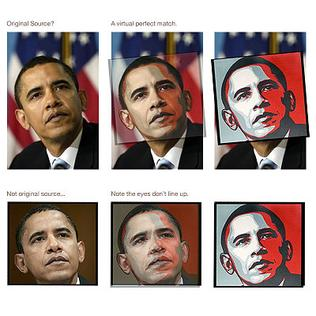 Original Source?
A virtual perfect match.
Not original source...
Note the eyes don't line up.